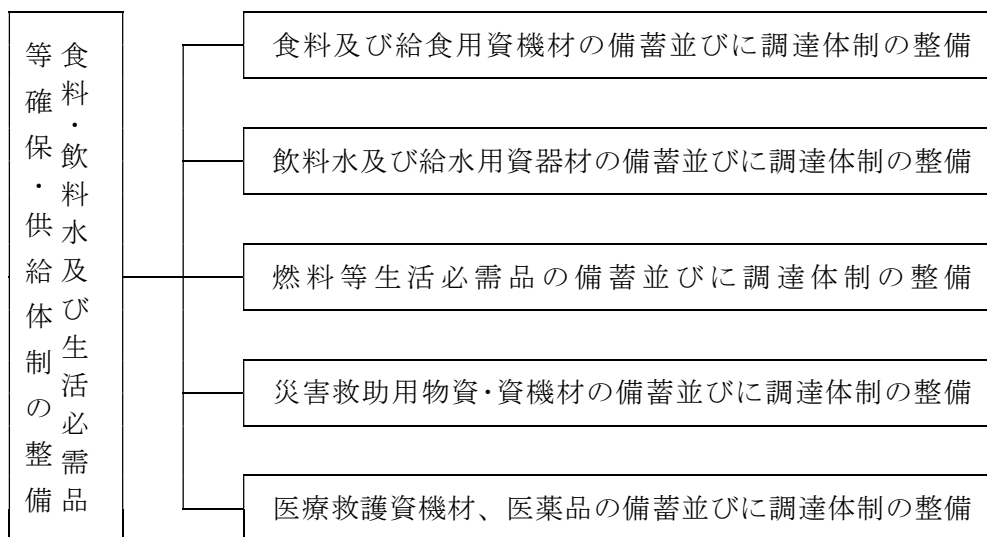 食料・飲料水及び生活必需品
等確保・供給体制の整備
食料及び給食用資機材の備蓄並びに調達体制の整備
飲料水及び給水用資器材の備蓄並びに調達体制の整備
燃料等生活必需品の備蓄並びに調達体制の整備
災害救助用物資・資機材の備蓄並びに調達体制の整備
医療救護資機材、医薬品の備蓄並びに調達体制の整備